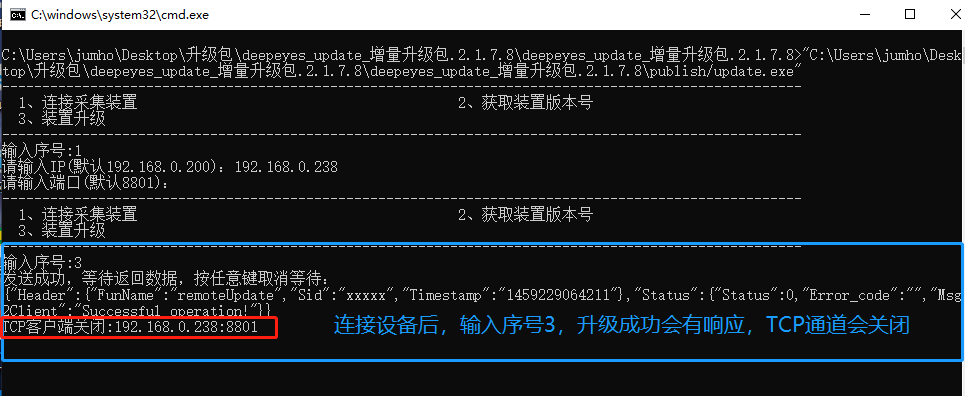 C:\windows\system32\cmd.exe
C:\Users\jumho\Desktop\升级包\deepeyes_update_增量升级包.2.1.7.8\deepeyes_update_增量升级包.2.1.7.8>"C:\Users\jumho\Desk
top\升级包\deepeyes_update_增量升级包.2.1.7.8\deepeyes_update_增量升级包.2.1.7.8\publish/update.exe"
1、连接采集装置 2、获取装置版本号
3、装置升级
输入序号:1
请输入IP(默认192.168.0.200): 192.168.0.238
请输入端口(默认8801):
1、连接采集装置 2、获取装置版本号
3、装置升级
输入序号:3
发送成功，等待返回数据，按任意键取消等待:
{"Header":{"FunName":"remoteUpdate","Sid":"xxxxx","Timestamp":"1459229064211"},"Status":{"Status":0,"Error_code":"","Msg
2Client":"Successful operation!"}}
TCP客户端关闭:192.168.0.238:8801
连接设备后，输入序号3，升级成功会有响应，TCP通道会关闭